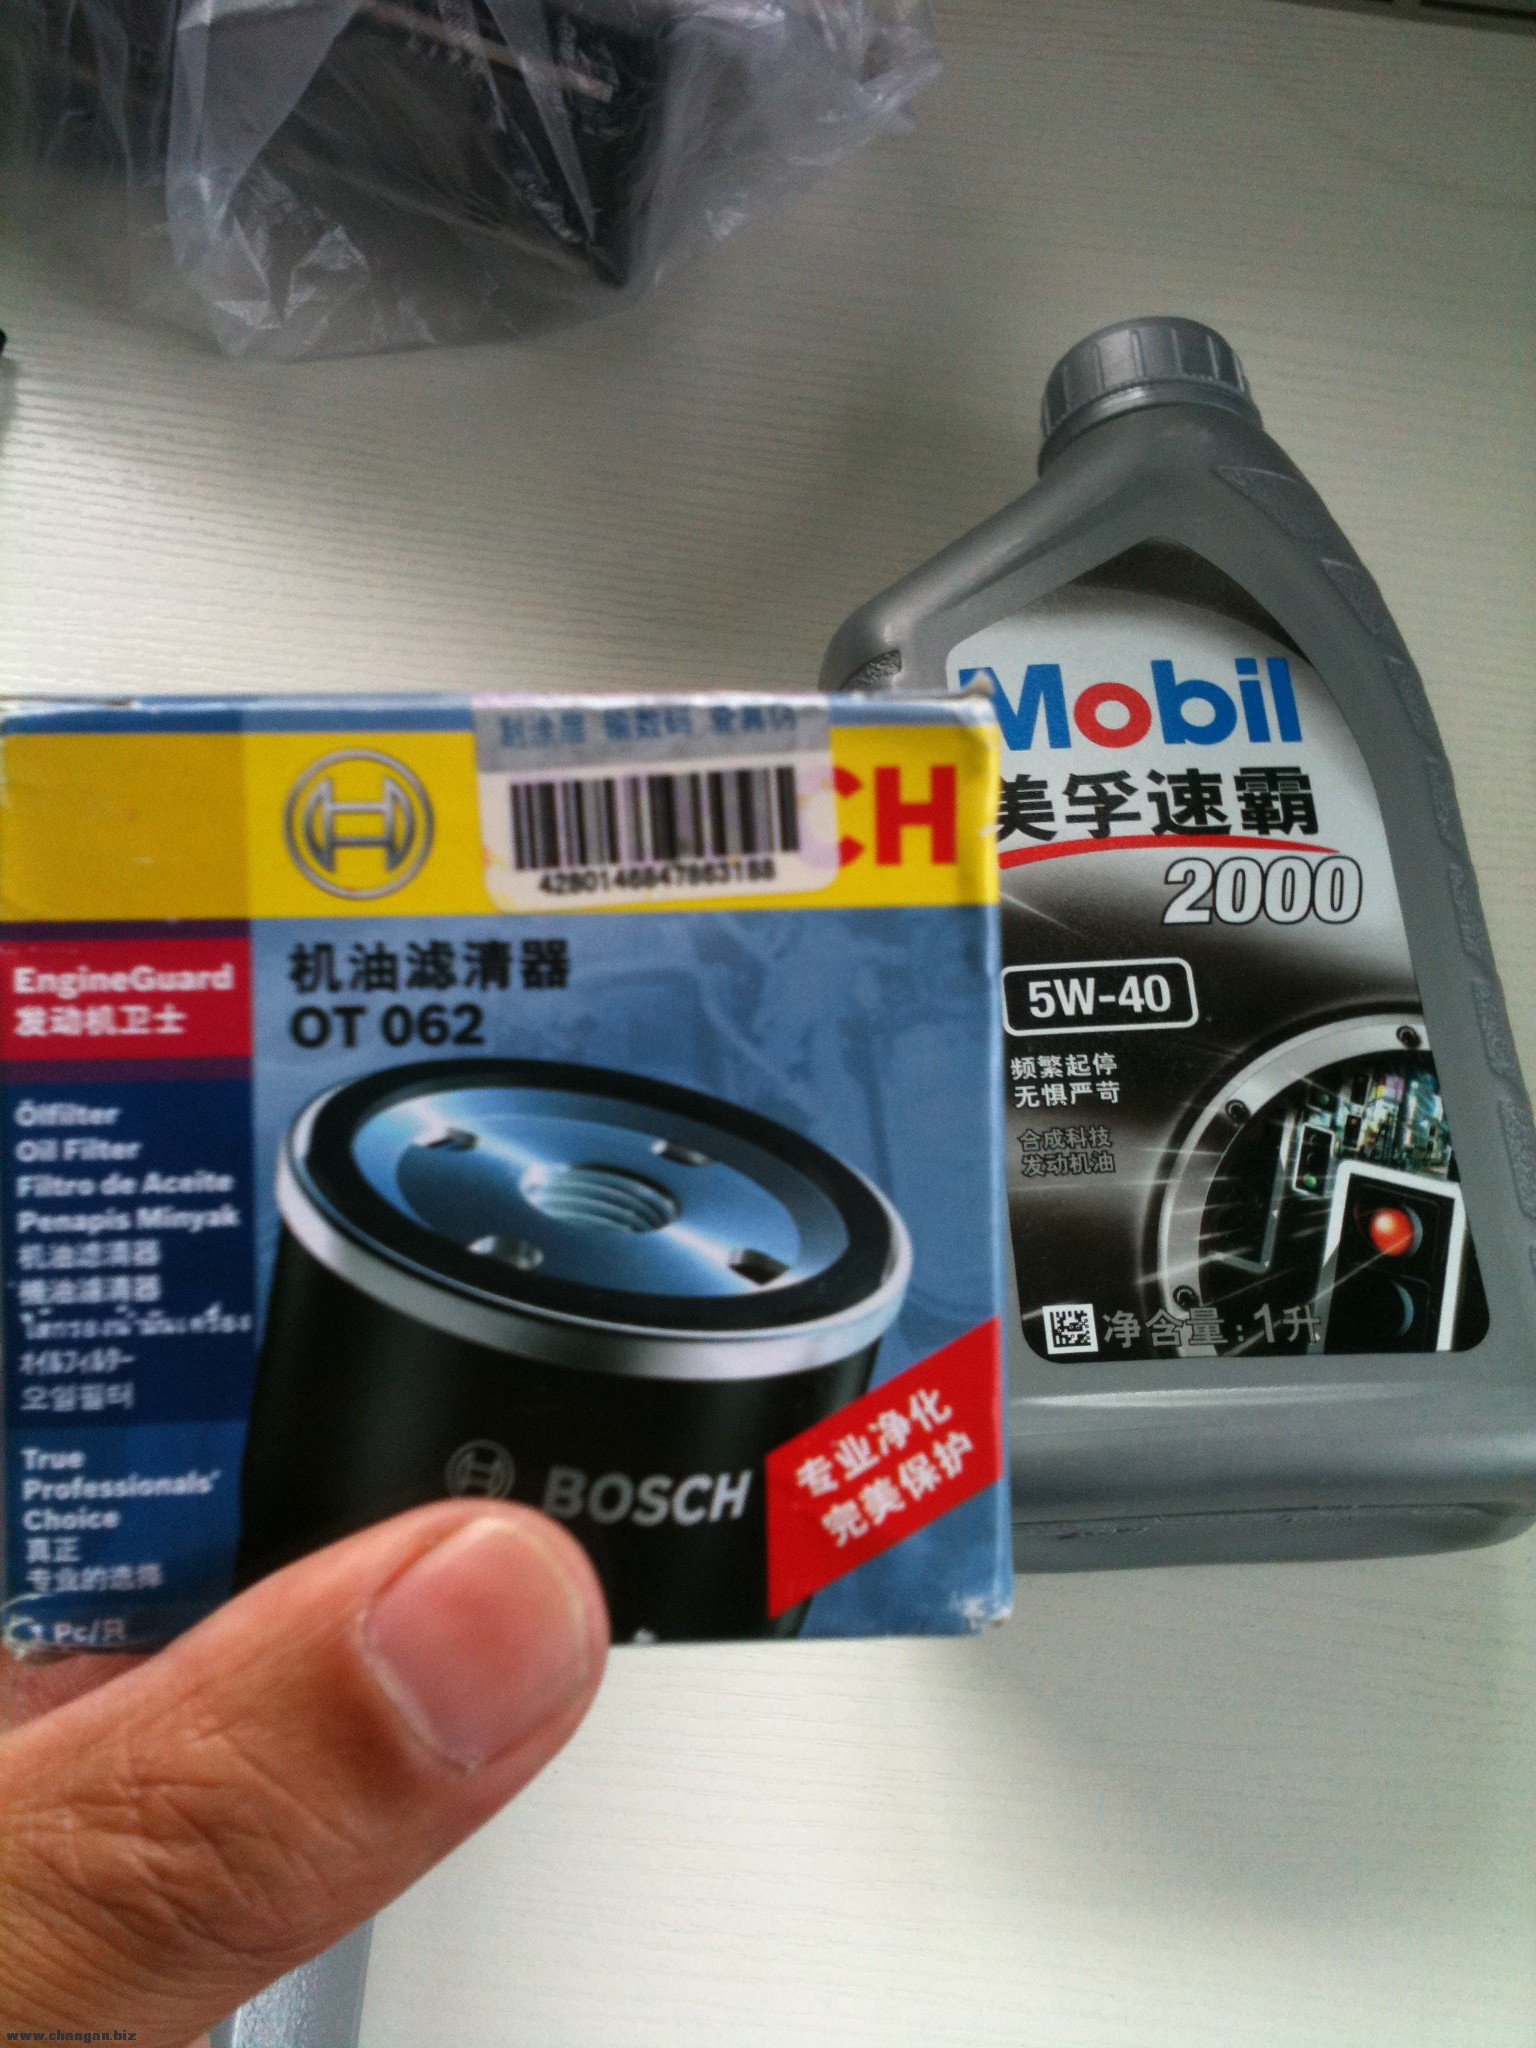 Mobil
美孚速霸
2000
5W-40
频繁起停
无惧严苛
合成科技
发动机油
净含量：1升
CH
机油滤清器
OT 062
EngineGuard
发动机卫士
Ölfilter
Oil Filter
Filtro de Aceite
Penapis Minyak
机油滤清器
機油濾清器
オイルフィルター
오일필터
True
Professionals'
Choice
真正
专业的选择
1 Pc/只
BOSCH
专业净化
完美保护
www.changan.biz